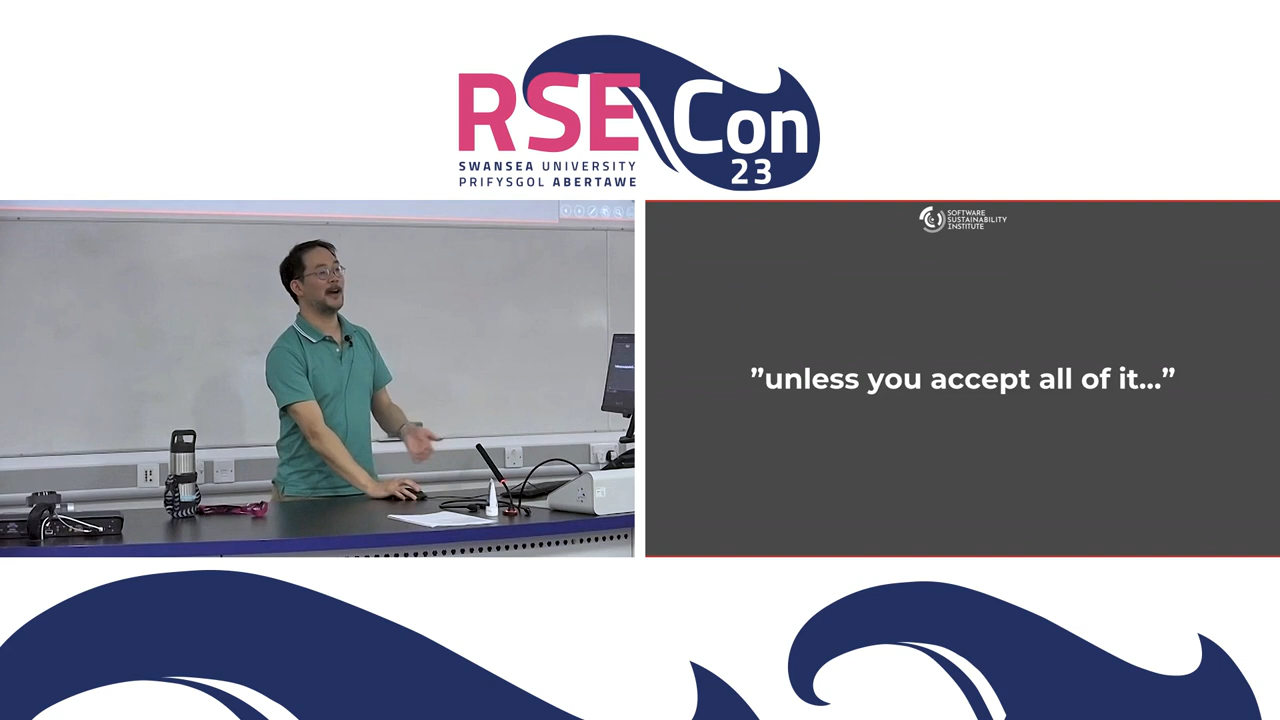 RSE Con
23
SWANSEA UNIVERSITY
PRIFYSGOL ABERTAWE
SOFTWARE
SUSTAINABILITY
INSTITUTE
”unless you accept all of it...”